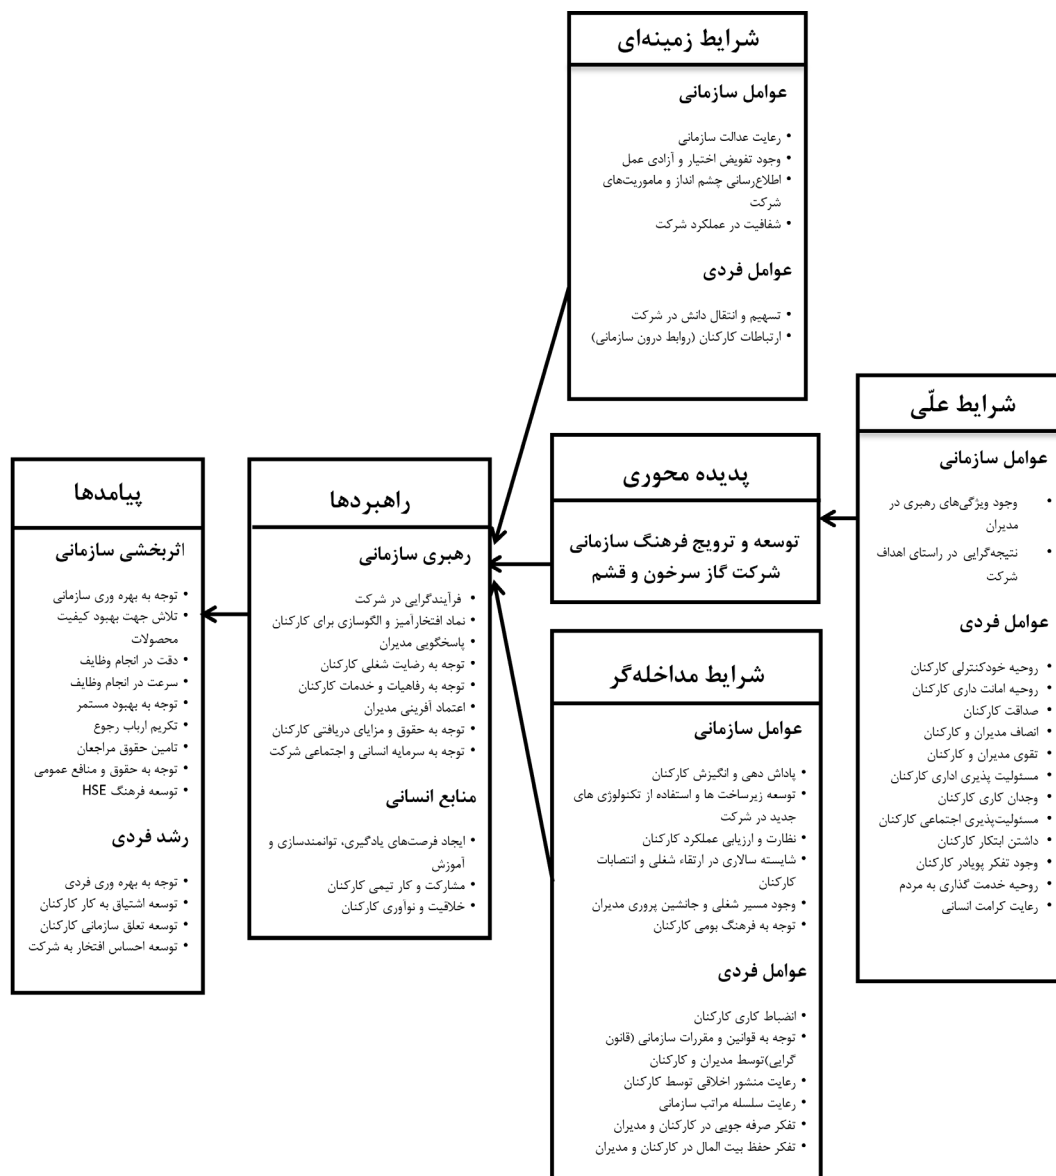 شرایط زمینه‌ای
عوامل سازمانی
• رعایت عدالت سازمانی
• وجود تفویض اختیار و آزادی عمل
• اطلاع‌رسانی چشم انداز و ماموریت‌های
شرکت
• شفافیت در عملکرد شرکت
عوامل فردی
• تسهیم و انتقال دانش در شرکت
• ارتباطات کارکنان (روابط درون سازمانی)
شرایط علّی
عوامل سازمانی
• وجود ویژگی‌های رهبری در
مدیران
• نتیجه‌گرایی در راستای اهداف
شرکت
عوامل فردی
• روحیه خودکنترلی کارکنان
• روحیه امانت داری کارکنان
• صداقت کارکنان
• انصاف مدیران و کارکنان
• تقوی مدیران و کارکنان
• مسئولیت پذیری اداری کارکنان
• وجدان کاری کارکنان
• مسئولیت‌پذیری اجتماعی کارکنان
• داشتن ابتکار کارکنان
• وجود تفکر پویادر کارکنان
• روحیه خدمت گذاری به مردم
• رعایت کرامت انسانی
پدیده محوری
توسعه و ترویج فرهنگ سازمانی
شرکت گاز سرخون و قشم
شرایط مداخله‌گر
عوامل سازمانی
• پاداش دهی و انگیزش کارکنان
• توسعه زیرساخت ها و استفاده از تکنولوژی های
جدید در شرکت
• نظارت و ارزیابی عملکرد کارکنان
• شایسته سالاری در ارتقاء شغلی و انتصابات
کارکنان
• وجود مسیر شغلی و جانشین پروری مدیران
• توجه به فرهنگ بومی کارکنان
عوامل فردی
• انضباط کاری کارکنان
• توجه به قوانین و مقررات سازمانی (قانون
گرایی)توسط مدیران و کارکنان
• رعایت منشور اخلاقی توسط کارکنان
• رعایت سلسله مراتب سازمانی
• تفکر صرفه جویی در کارکنان و مدیران
• تفکر حفظ بیت المال در کارکنان و مدیران
راهبردها
رهبری سازمانی
• فرآیندگرایی در شرکت
• نماد افتخارآمیز و الگوسازی برای کارکنان
• پاسخگویی مدیران
• توجه به رضایت شغلی کارکنان
• توجه به رفاهیات و خدمات کارکنان
• اعتماد آفرینی مدیران
• توجه به حقوق و مزایای دریافتی کارکنان
• توجه به سرمایه انسانی و اجتماعی شرکت
منابع انسانی
• ایجاد فرصت‌های یادگیری، توانمندسازی و
آموزش
• مشارکت و کار تیمی کارکنان
• خلاقیت و نوآوری کارکنان
پیامدها
اثربخشی سازمانی
• توجه به بهره وری سازمانی
• تلاش جهت بهبود کیفیت
محصولات
• دقت در انجام وظایف
• سرعت در انجام وظایف
• توجه به بهبود مستمر
• تکریم ارباب رجوع
• تامین حقوق مراجعان
• توجه به حقوق و منافع عمومی
• توسعه فرهنگ HSE
رشد فردی
• توجه به بهره وری فردی
• توسعه اشتیاق به کار کارکنان
• توسعه تعلق سازمانی کارکنان
• توسعه احساس افتخار به شرکت